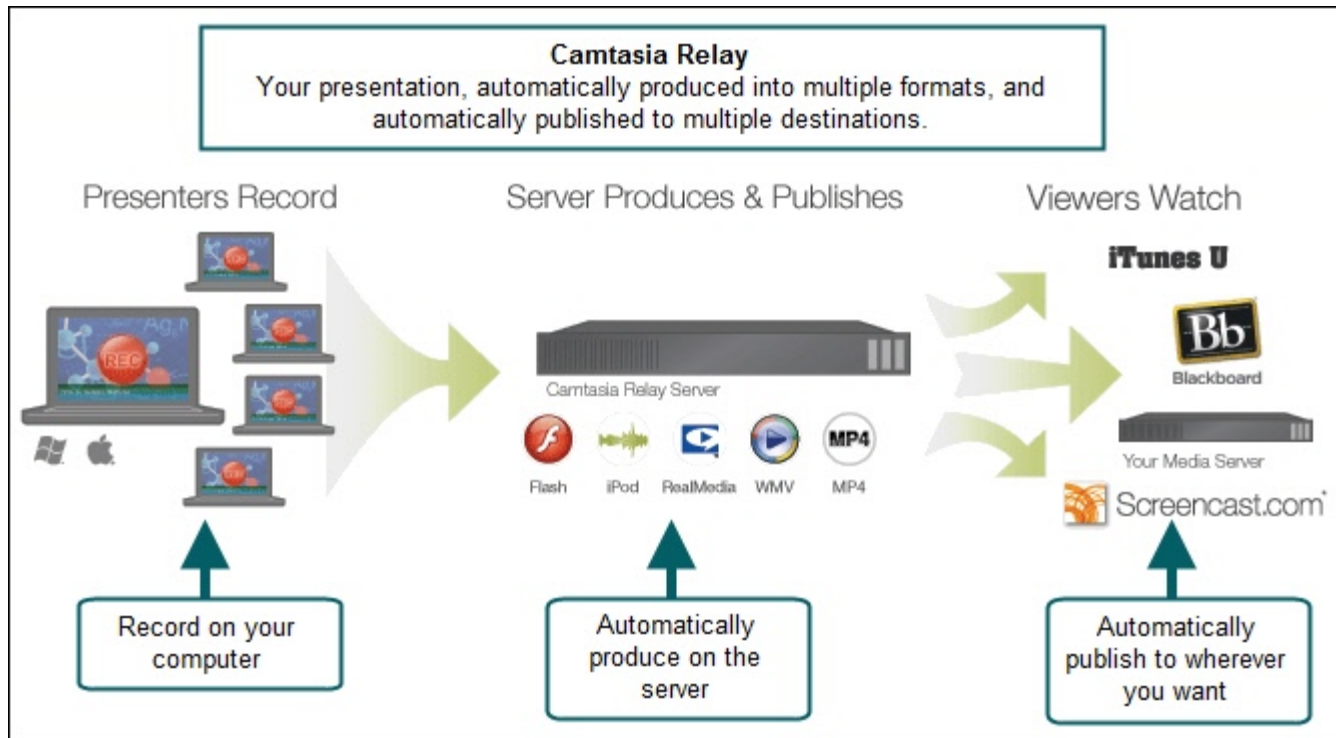 Camtasia Relay
Your presentation, automatically produced into multiple formats, and
automatically published to multiple destinations.
Presenters Record
Server Produces & Publishes
Viewers Watch
REC
Camtasia Relay Server
Flash
iPod
RealMedia
WMV
MP4
MP4
iTunes U
Bb
Blackboard
Your Media Server
Screencast.com*
Record on your
computer
Automatically
produce on the
server
Automatically
publish to wherever
you want